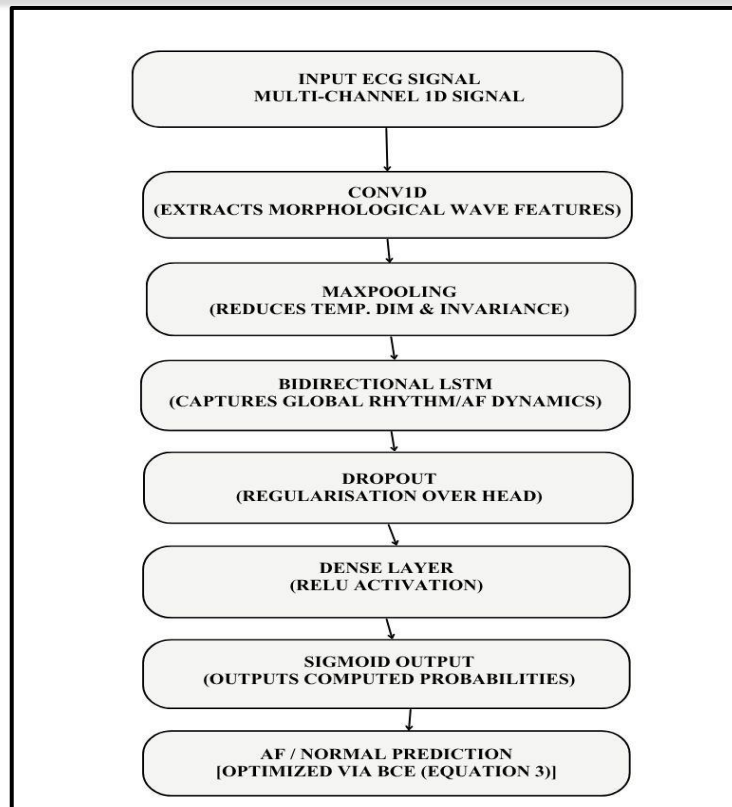 INPUT ECG SIGNAL
MULTI-CHANNEL 1D SIGNAL
CONV1D
(EXTRACTS MORPHOLOGICAL WAVE FEATURES)
MAXPOOLING
(REDUCES TEMP. DIM & INVARIANCE)
BIDIRECTIONAL LSTM
(CAPTURES GLOBAL RHYTHM/AF DYNAMICS)
DROPOUT
(REGULARISATION OVER HEAD)
DENSE LAYER
(RELU ACTIVATION)
SIGMOID OUTPUT
(OUTPUTS COMPUTED PROBABILITIES)
AF / NORMAL PREDICTION
[OPTIMIZED VIA BCE (EQUATION 3)]